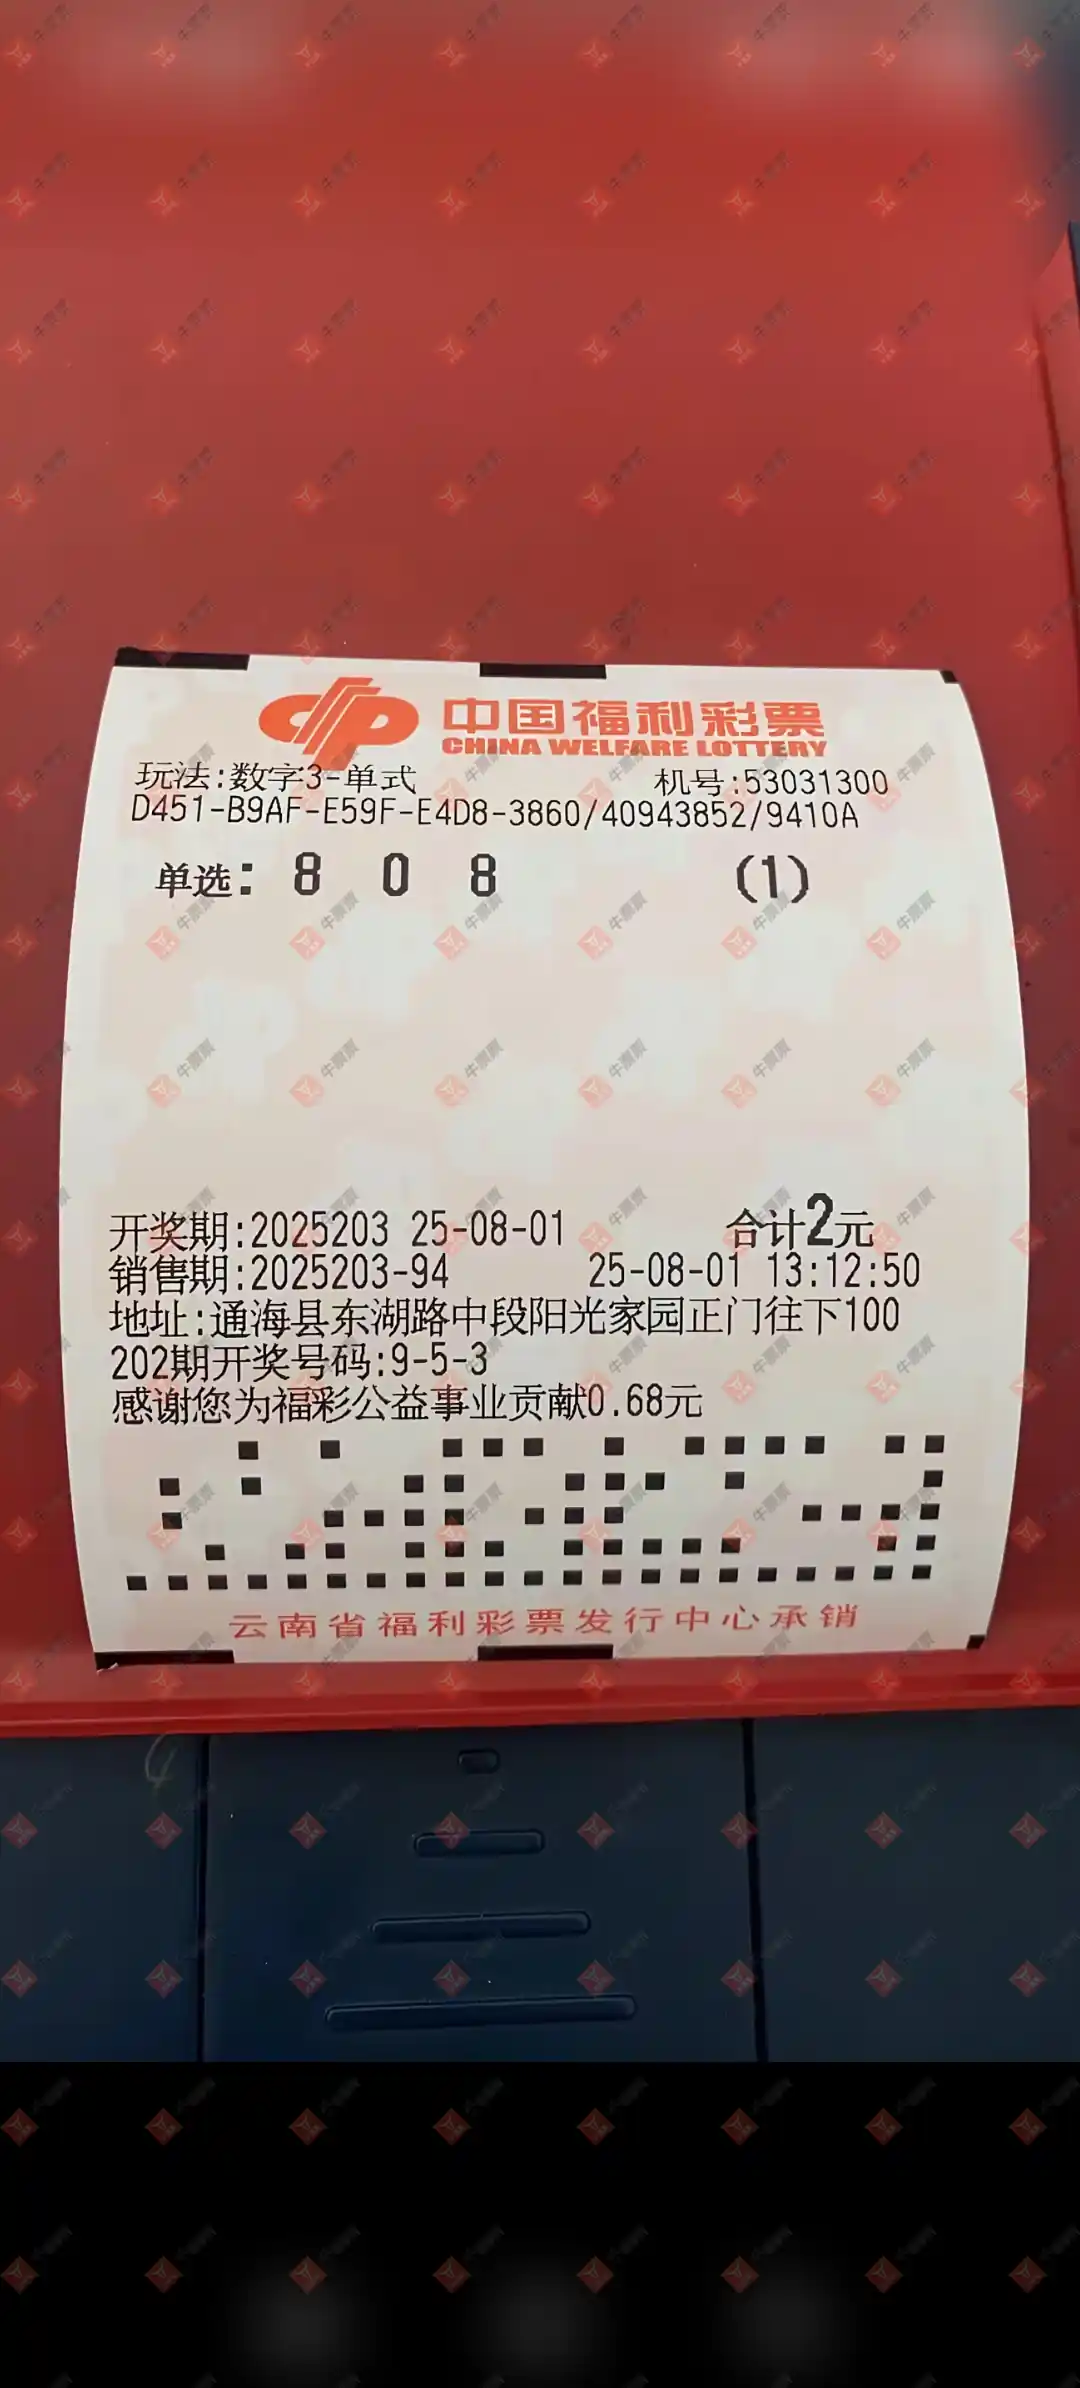 中国福利彩票
CHINA WELFARE LOTTERY
玩法:数字3-单式 机号:53031300
D451-B9AF-E59F-E4D8-3860/40943852/9410A
单选: 8 0 8 (1)
开奖期:2025203 25-08-01 合计2元
销售期:2025203-94 25-08-01 13:12:50
地址:通海县东湖路中段阳光家园正门往下100
202期开奖号码:9-5-3
感谢您为福彩公益事业贡献0.68元
云南省福利彩票发行中心承销
牛票票